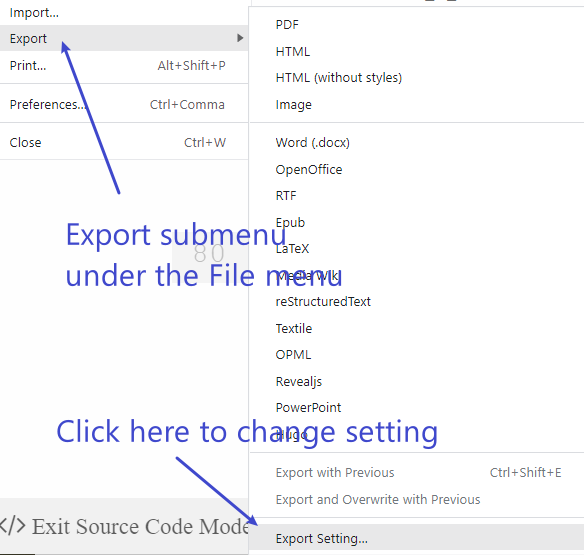 Import...
Export
Print... Alt+Shift+P
Preferences... Ctrl+Comma
Close Ctrl+W
PDF
HTML
HTML (without styles)
Image
Word (.docx)
OpenOffice
RTF
Epub
LaTeX
Media Wiki
reStructuredText
Textile
OPML
Revealjs
PowerPoint
Hugo
Export with Previous Ctrl+Shift+E
Export and Overwrite with Previous
Export Setting...
Export submenu
under the File menu
80
Click here to change setting
</> Exit Source Code Mode